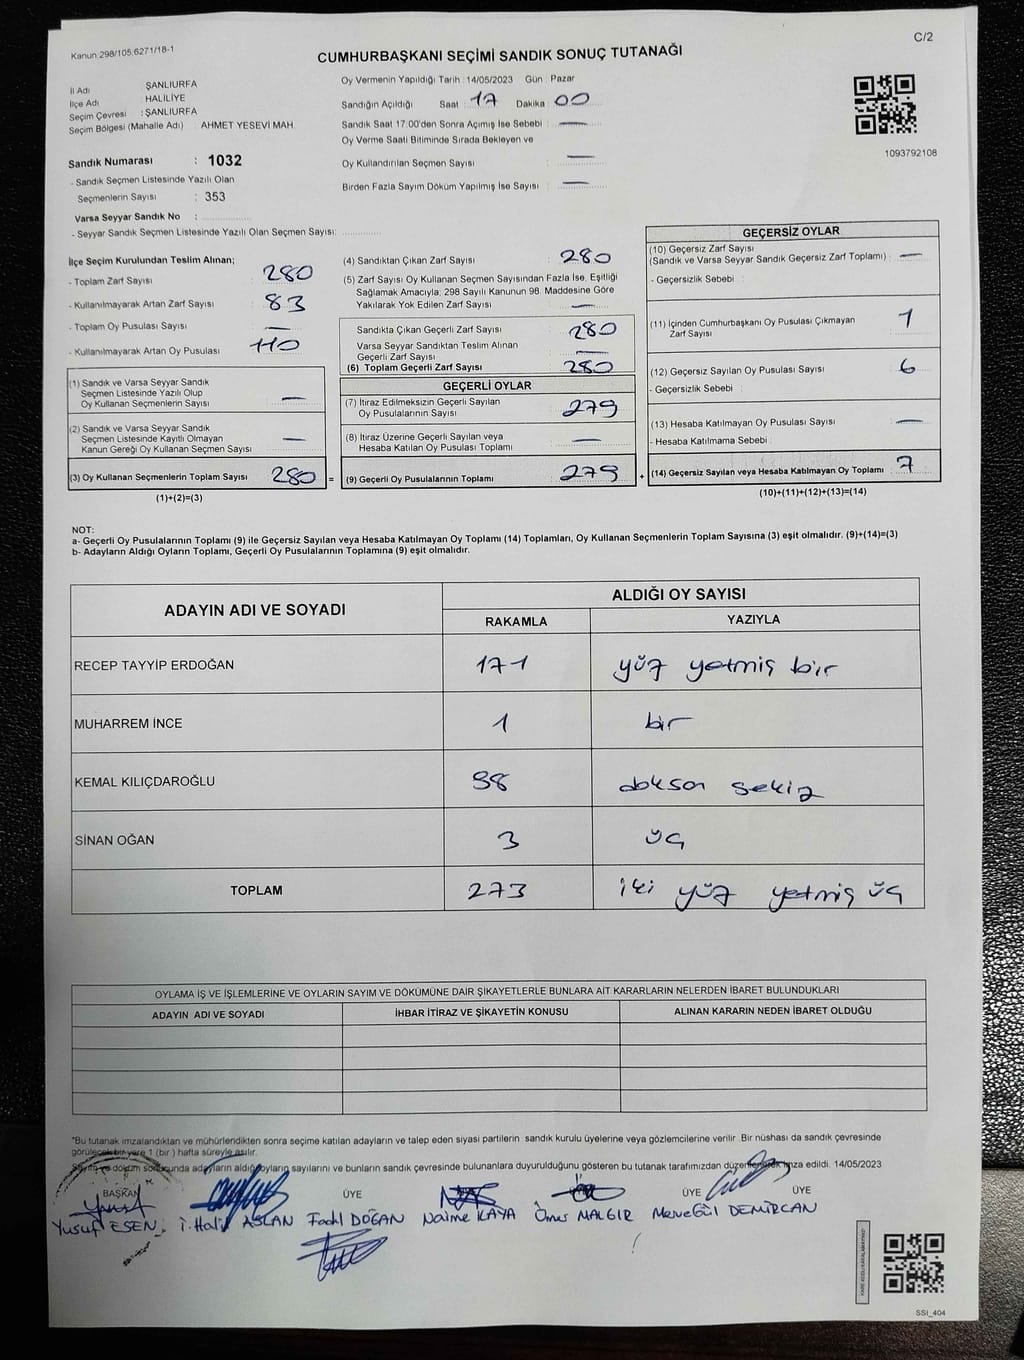 Kanun:298/105,6271/18-1
C/2
CUMHURBAŞKANI SEÇİMİ SANDIK SONUÇ TUTANAĞI
İl Adı ŞANLIURFA
İlçe Adı HALİLİYE
Seçim Çevresi : ŞANLIURFA
Seçim Bölgesi (Mahalle Adı) AHMET YESEVİ MAH.
Oy Vermenin Yapıldığı Tarih : 14/05/2023 Gün : Pazar
Sandığın Açıldığı Saat : 17 Dakika : 00
Sandık Saat 17:00'den Sonra Açımış İse Sebebi : —
Oy Verme Saati Bitiminde Sırada Bekleyen ve
Oy Kullandırılan Seçmen Sayısı : —
Birden Fazla Sayım Döküm Yapılmış İse Sayısı : —
1093792108
Sandık Numarası : 1032
- Sandık Seçmen Listesinde Yazılı Olan
Seçmenlerin Sayısı : 353
Varsa Seyyar Sandık No :
- Seyyar Sandık Seçmen Listesinde Yazılı Olan Seçmen Sayısı:
İlçe Seçim Kurulundan Teslim Alınan;
- Toplam Zarf Sayısı 280
- Kullanılmayarak Artan Zarf Sayısı 83
- Toplam Oy Pusulası Sayısı —
- Kullanılmayarak Artan Oy Pusulası 110
(1) Sandık ve Varsa Seyyar Sandık
Seçmen Listesinde Yazılı Olup
Oy Kullanan Seçmenlerin Sayısı —
(2) Sandık ve Varsa Seyyar Sandık
Seçmen Listesinde Kayıtlı Olmayan
Kanun Gereği Oy Kullanan Seçmen Sayısı —
(3) Oy Kullanan Seçmenlerin Toplam Sayısı 280 =
(1)+(2)=(3)
(4) Sandıktan Çıkan Zarf Sayısı 280
(5) Zarf Sayısı Oy Kullanan Seçmen Sayısından Fazla İse, Eşitliği
Sağlamak Amacıyla, 298 Sayılı Kanunun 98. Maddesine Göre
Yakılarak Yok Edilen Zarf Sayısı —
Sandıkta Çıkan Geçerli Zarf Sayısı 280
Varsa Seyyar Sandıktan Teslim Alınan
Geçerli Zarf Sayısı —
(6) Toplam Geçerli Zarf Sayısı 280
GEÇERLİ OYLAR
(7) İtiraz Edilmeksizin Geçerli Sayılan
Oy Pusulalarının Sayısı 279
(8) İtiraz Üzerine Geçerli Sayılan veya
Hesaba Katılan Oy Pusulası Toplamı —
(9) Geçerli Oy Pusulalarının Toplamı 279 +
GEÇERSİZ OYLAR
(10) Geçersiz Zarf Sayısı
(Sandık ve Varsa Seyyar Sandık Geçersiz Zarf Toplamı) : —
- Geçersizlik Sebebi :
(11) İçinden Cumhurbaşkanı Oy Pusulası Çıkmayan
Zarf Sayısı 1
(12) Geçersiz Sayılan Oy Pusulası Sayısı 6
- Geçersizlik Sebebi :
(13) Hesaba Katılmayan Oy Pusulası Sayısı —
- Hesaba Katılmama Sebebi
(14) Geçersiz Sayılan veya Hesaba Katılmayan Oy Toplamı 7
(10)+(11)+(12)+(13)=(14)
NOT:
a- Geçerli Oy Pusulalarının Toplamı (9) ile Geçersiz Sayılan veya Hesaba Katılmayan Oy Toplamı (14) Toplamları, Oy Kullanan Seçmenlerin Toplam Sayısına (3) eşit olmalıdır. (9)+(14)=(3)
b- Adayların Aldığı Oyların Toplamı, Geçerli Oy Pusulalarının Toplamına (9) eşit olmalıdır.
ADAYIN ADI VE SOYADI
ALDIĞI OY SAYISI
RAKAMLA YAZIYLA
RECEP TAYYİP ERDOĞAN 171 yüz yetmiş bir
MUHARREM İNCE 1 bir
KEMAL KILIÇDAROĞLU 98 doksan sekiz
SİNAN OĞAN 3 üç
TOPLAM 273 iki yüz yetmiş üç
OYLAMA İŞ VE İŞLEMLERİNE VE OYLARIN SAYIM VE DÖKÜMÜNE DAİR ŞİKAYETLERLE BUNLARA AİT KARARLARIN NELERDEN İBARET BULUNDUKLARI
ADAYIN ADI VE SOYADI İHBAR İTİRAZ VE ŞİKAYETİN KONUSU ALINAN KARARIN NEDEN İBARET OLDUĞU
*Bu tutanak imzalandıktan ve mühürlendikten sonra seçime katılan adayların ve talep eden siyasi partilerin sandık kurulu üyelerine veya gözlemcilerine verilir. Bir nüshası da sandık çevresinde
görülecek bir yere 1 (bir ) hafta süreyle asılır.
Sayım ve döküm sonucunda adayların aldığı oyların sayılarını ve bunların sandık çevresinde bulunanlara duyurulduğunu gösteren bu tutanak tarafımızdan düzenlenerek imza edildi. 14/05/2023
BAŞKAN ÜYE ÜYE ÜYE
Yusuf ESEN İ.Halil ASLAN Fadıl DOĞAN Naime KAYA Ömer MALGIR MerveGül DEMİRCAN
SSI_404